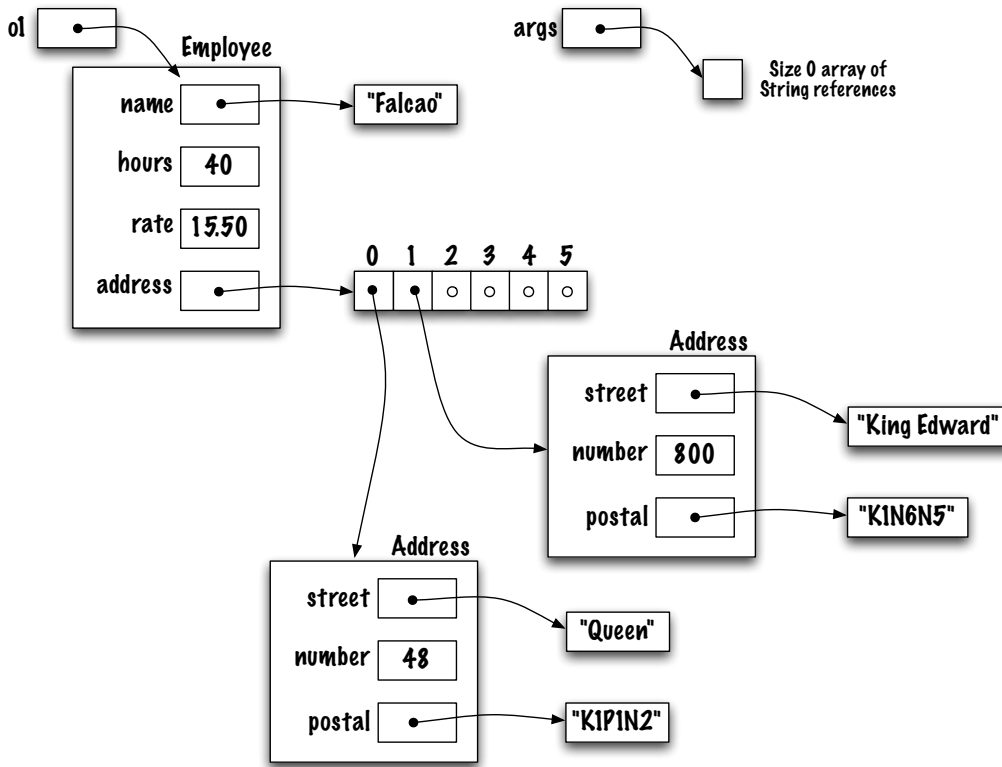 o1
args
Employee
Size 0 array of
String references
name
"Falcao"
hours
40
rate
15.50
0 1 2 3 4 5
address
Address
street
"King Edward"
number
800
postal
"K1N6N5"
Address
street
"Queen"
number
48
postal
"K1P1N2"